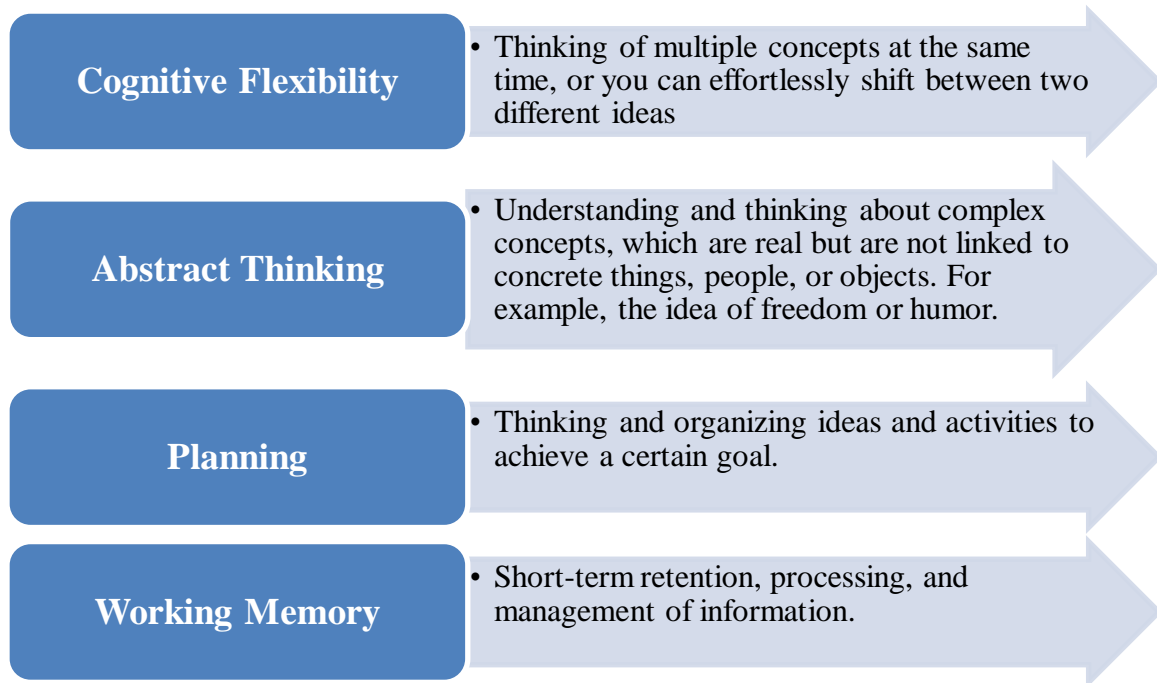 Cognitive Flexibility
• Thinking of multiple concepts at the same
time, or you can effortlessly shift between two
different ideas
Abstract Thinking
• Understanding and thinking about complex
concepts, which are real but are not linked to
concrete things, people, or objects. For
example, the idea of freedom or humor.
Planning
• Thinking and organizing ideas and activities to
achieve a certain goal.
Working Memory
• Short-term retention, processing, and
management of information.